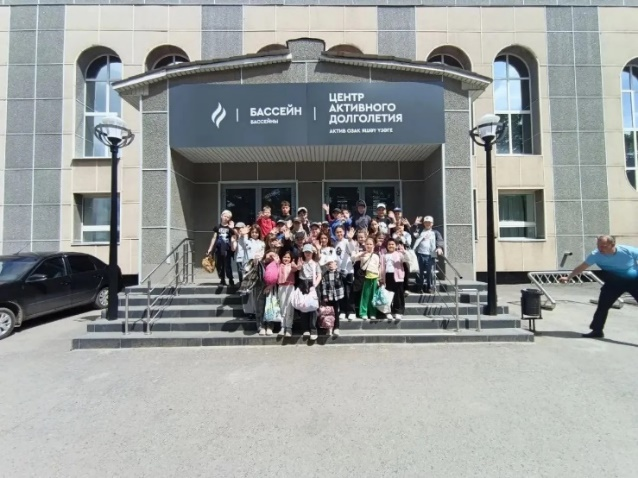 БАССЕЙН
БАССЕЙНЫ
ЦЕНТР
АКТИВНОГО
ДОЛГОЛЕТИЯ
АКТИВ ОЗАК ЯШӘҮ ҮЗӘГЕ